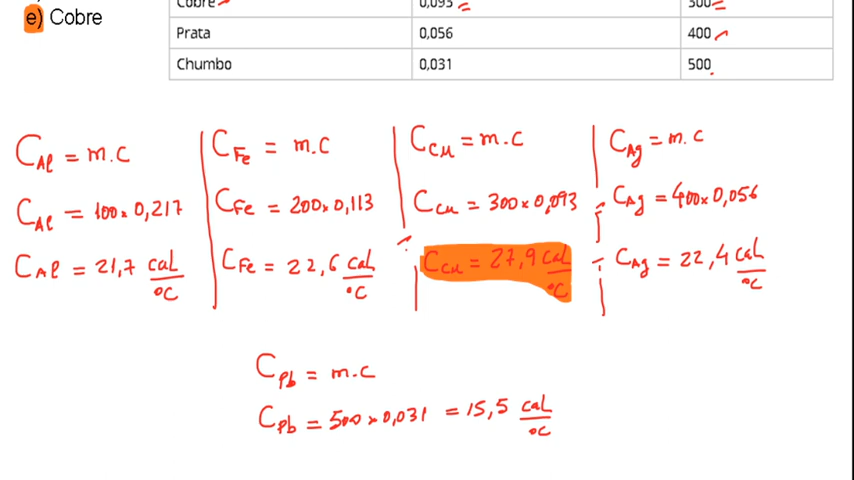 Cobre 0,093 300
e) Cobre
Prata 0,056 400
Chumbo 0,031 500
C_Al = m.c
C_Fe = m.c
C_Cu = m.c
C_Ag = m.c
C_Al = 100 x 0,217
C_Fe = 200 x 0,113
C_Cu = 300 x 0,093
C_Ag = 400 x 0,056
C_Al = 21,7 cal/°C
C_Fe = 22,6 cal/°C
C_Cu = 27,9 cal/°C
C_Ag = 22,4 cal/°C
C_Pb = m.c
C_Pb = 500 x 0,031 = 15,5 cal/°C